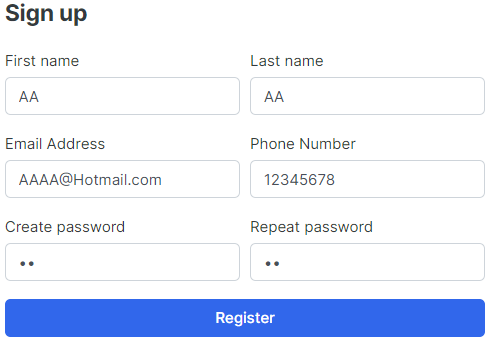 Sign up
First name Last name
AA AA
Email Address Phone Number
AAAA@Hotmail.com 12345678
Create password Repeat password
•• ••
Register